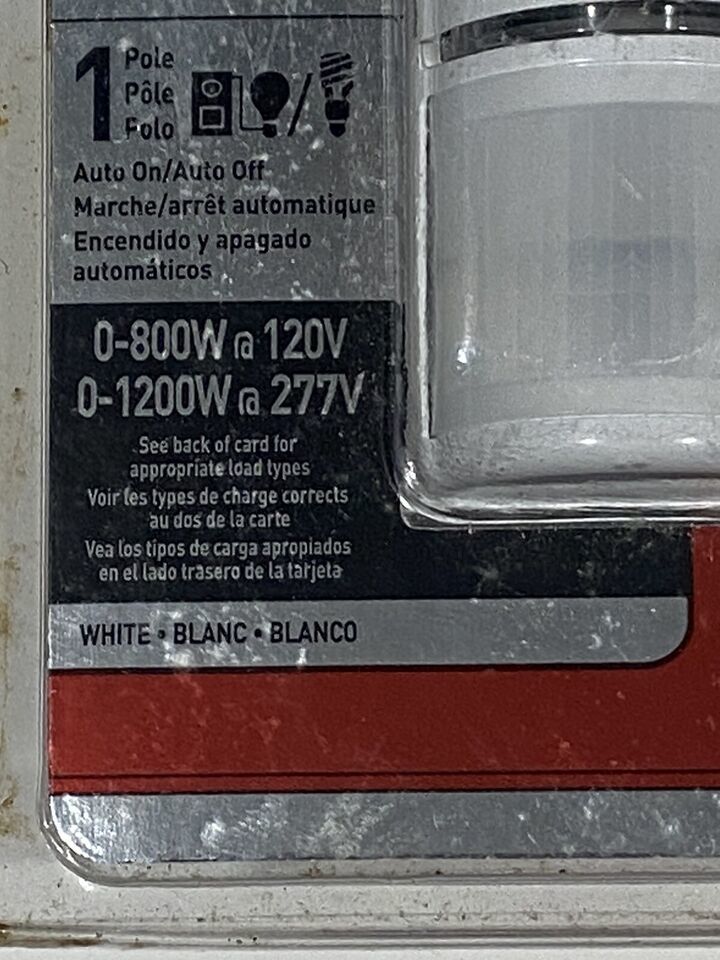 1 Pole
Pôle
Polo
Auto On/Auto Off
Marche/arrêt automatique
Encendido y apagado
automáticos
0-800W @ 120V
0-1200W @ 277V
See back of card for
appropriate load types
Voir les types de charge corrects
au dos de la carte
Vea los tipos de carga apropiados
en el lado trasero de la tarjeta
WHITE • BLANC • BLANCO